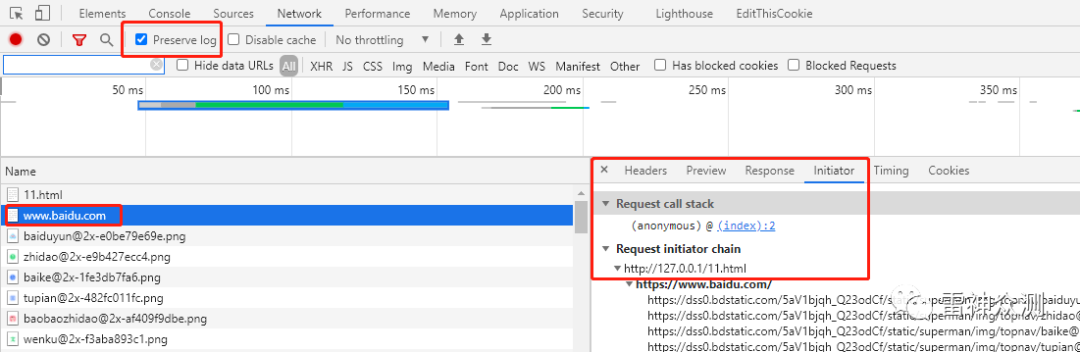 Elements Console Sources Network Performance Memory Application Security Lighthouse EditThisCookie
Preserve log Disable cache No throttling
Hide data URLs All XHR JS CSS Img Media Font Doc WS Manifest Other Has blocked cookies Blocked Requests
50 ms 100 ms 150 ms 200 ms 250 ms 300 ms 350 ms
Name
11.html
www.baidu.com
baiduyun@2x-e0be79e69e.png
zhidao@2x-e9b427ecc4.png
baike@2x-1fe3db7fa6.png
tupian@2x-482fc011fc.png
baobaozhidao@2x-af409f9dbe.png
wenku@2x-f3aba893c1.png
× Headers Preview Response Initiator Timing Cookies
Request call stack
(anonymous) @ (index):2
Request initiator chain
http://127.0.0.1/11.html
https://www.baidu.com/
https://dss0.bdstatic.com/5aV1bjqh_Q23odCf/static/superman/img/topnav/baiduyu
https://dss0.bdstatic.com/5aV1bjqh_Q23odCf/static/superman/img/topnav/zhidao@
https://dss0.bdstatic.com/5aV1bjqh_Q23odCf/static/superman/img/topnav/baike@
https://dss0.bdstatic.com/5aV1bjqh_Q23odCf/static/superman/img/topnav/tupian@
雷神众测